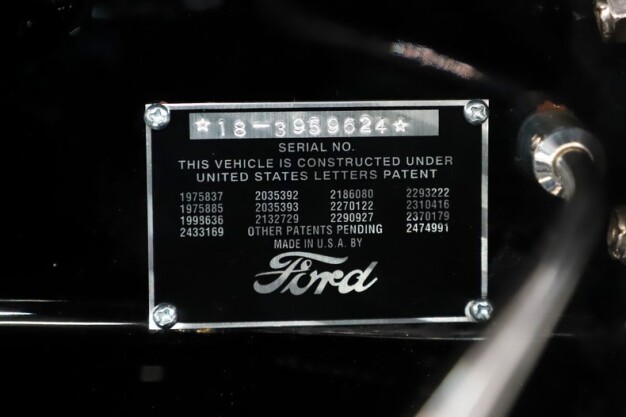 ☆18-3959624☆
SERIAL NO.
THIS VEHICLE IS CONSTRUCTED UNDER
UNITED STATES LETTERS PATENT
1975837 2035392 2186080 2293222
1975885 2035393 2270122 2310416
1998636 2132729 2290927 2370179
2433169 OTHER PATENTS PENDING 2474991
MADE IN U.S.A. BY
Ford